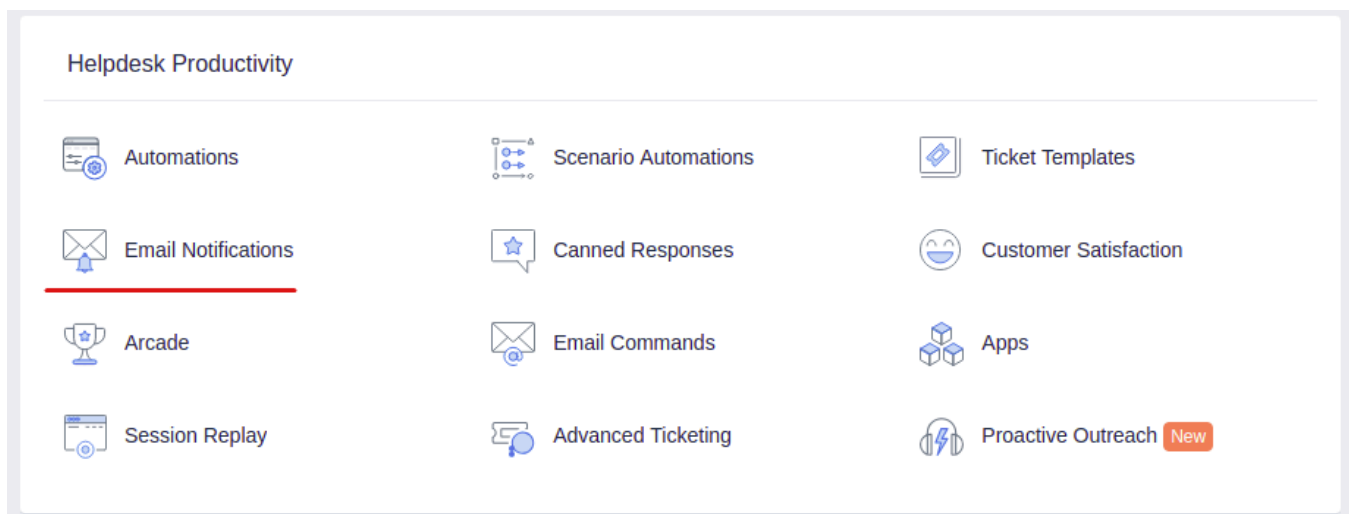 Helpdesk Productivity
Automations
Scenario Automations
Ticket Templates
Email Notifications
Canned Responses
Customer Satisfaction
Arcade
Email Commands
Apps
Session Replay
Advanced Ticketing
Proactive Outreach New